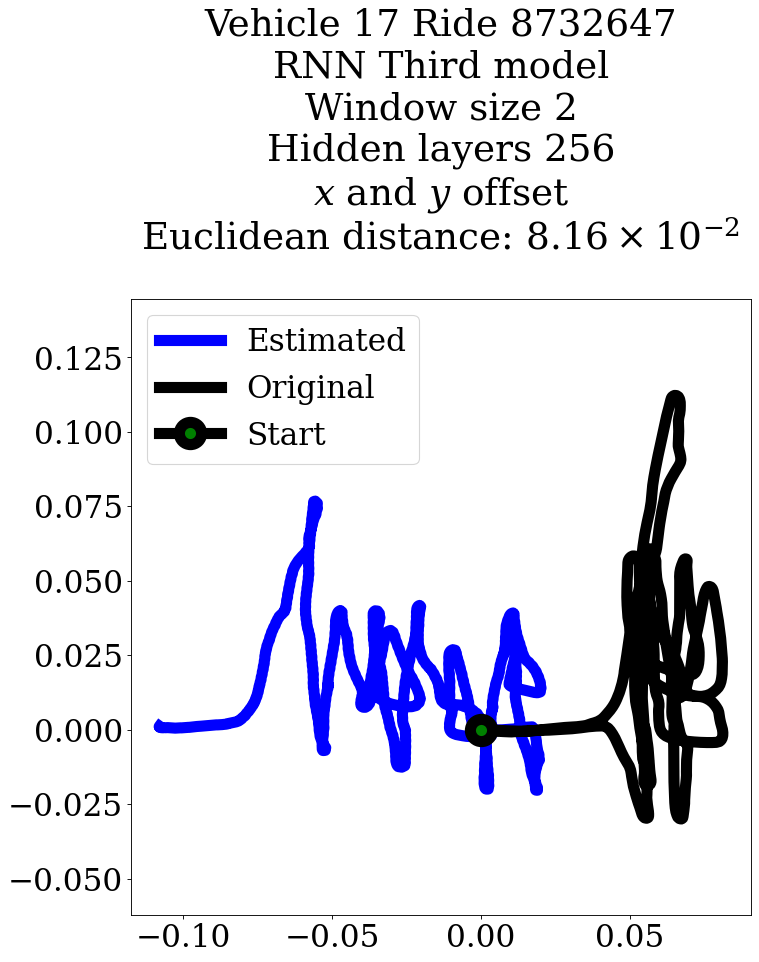 Vehicle 17 Ride 8732647
RNN Third model
Window size 2
Hidden layers 256
x and y offset
Euclidean distance: 8.16 × 10⁻²
Estimated
Original
Start
0.125
0.100
0.075
0.050
0.025
0.000
−0.025
−0.050
−0.10 −0.05 0.00 0.05